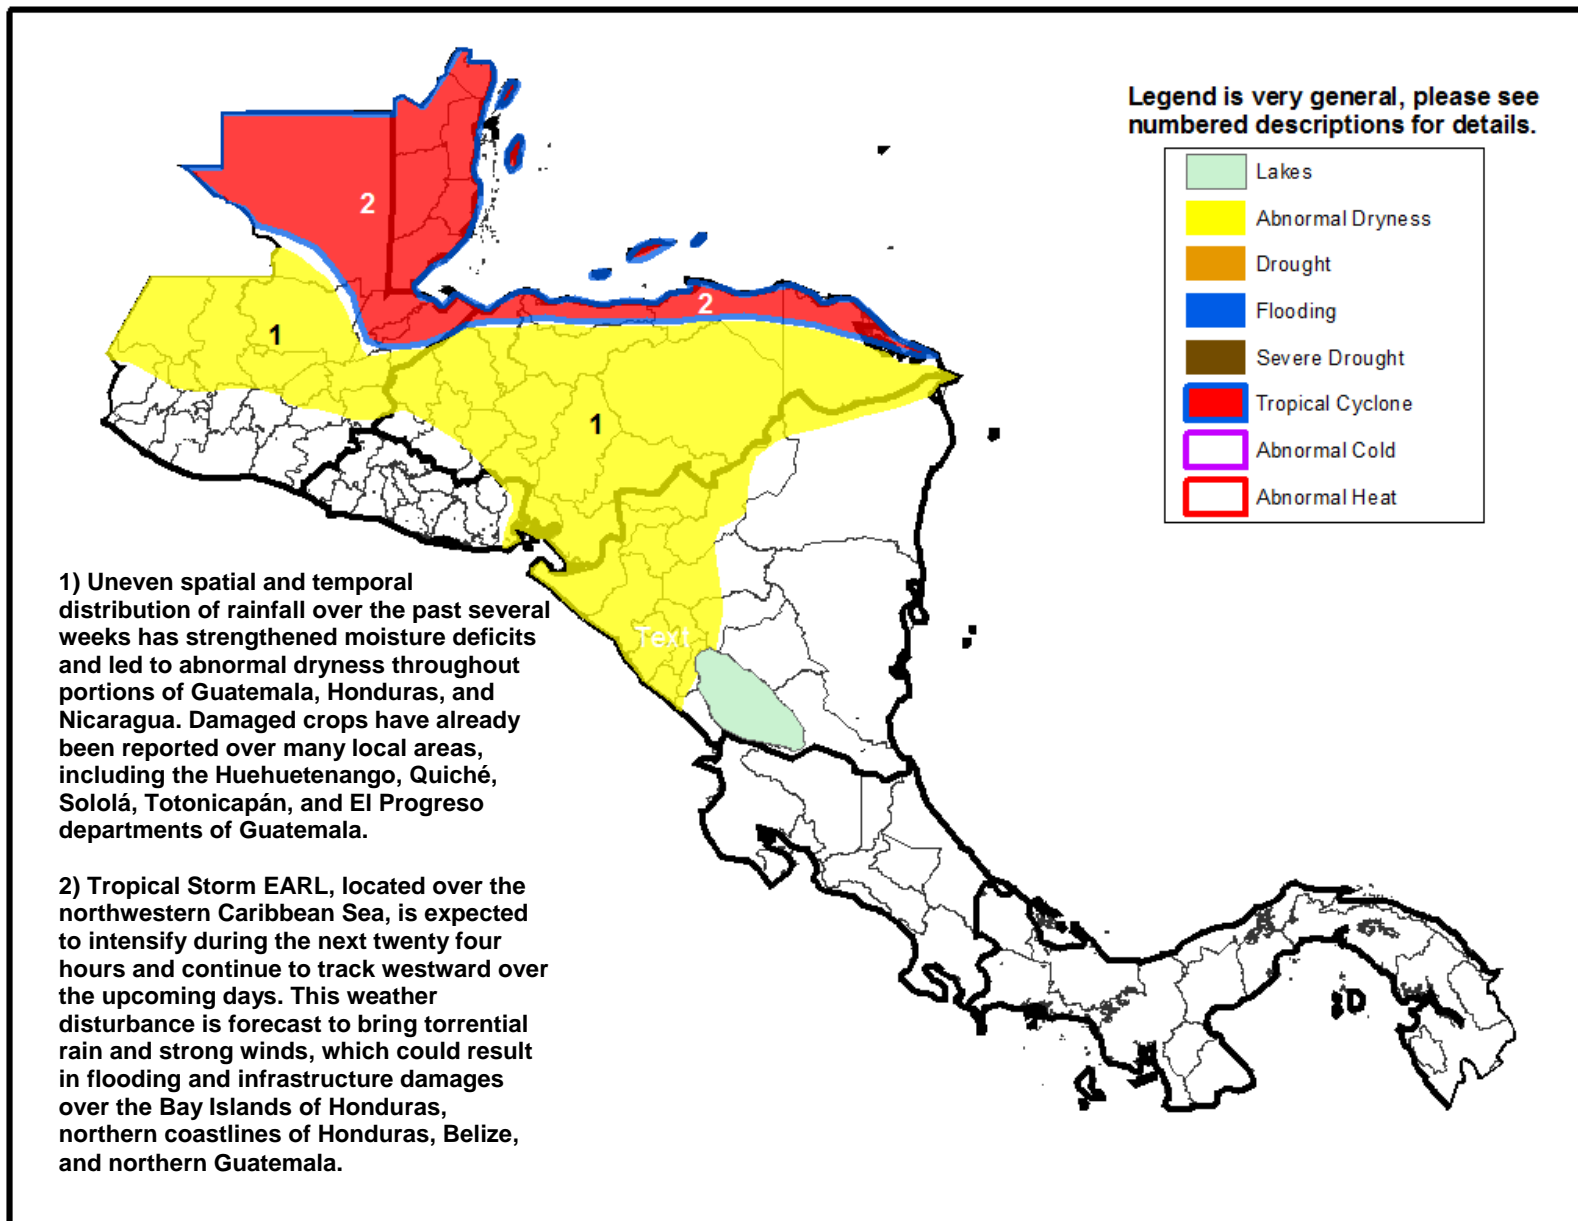 Legend is very general, please see
numbered descriptions for details.
Lakes
Abnormal Dryness
Drought
Flooding
Severe Drought
Tropical Cyclone
Abnormal Cold
Abnormal Heat
2
2
1
1
Text
1) Uneven spatial and temporal
distribution of rainfall over the past several
weeks has strengthened moisture deficits
and led to abnormal dryness throughout
portions of Guatemala, Honduras, and
Nicaragua. Damaged crops have already
been reported over many local areas,
including the Huehuetenango, Quiché,
Sololá, Totonicapán, and El Progreso
departments of Guatemala.
2) Tropical Storm EARL, located over the
northwestern Caribbean Sea, is expected
to intensify during the next twenty four
hours and continue to track westward over
the upcoming days. This weather
disturbance is forecast to bring torrential
rain and strong winds, which could result
in flooding and infrastructure damages
over the Bay Islands of Honduras,
northern coastlines of Honduras, Belize,
and northern Guatemala.